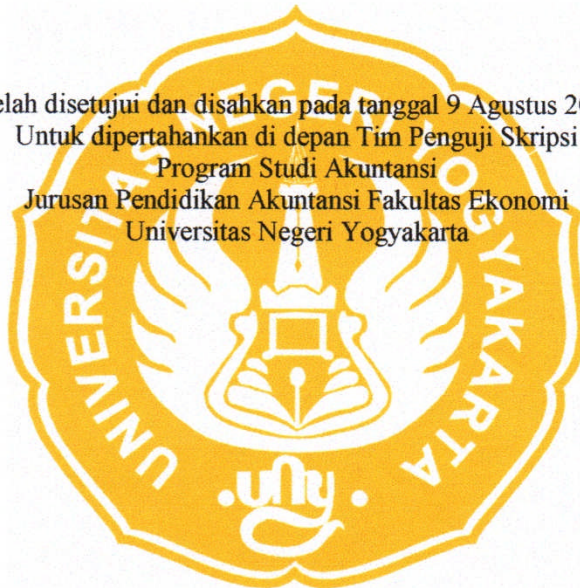 elah disetujui dan disahkan pada tanggal 9 Agustus 20
Untuk dipertahankan di depan Tim Penguji Skripsi
Program Studi Akuntansi
Jurusan Pendidikan Akuntansi Fakultas Ekonomi
Universitas Negeri Yogyakarta
UNIVERSITAS NEGERI YOGYAKARTA
uny